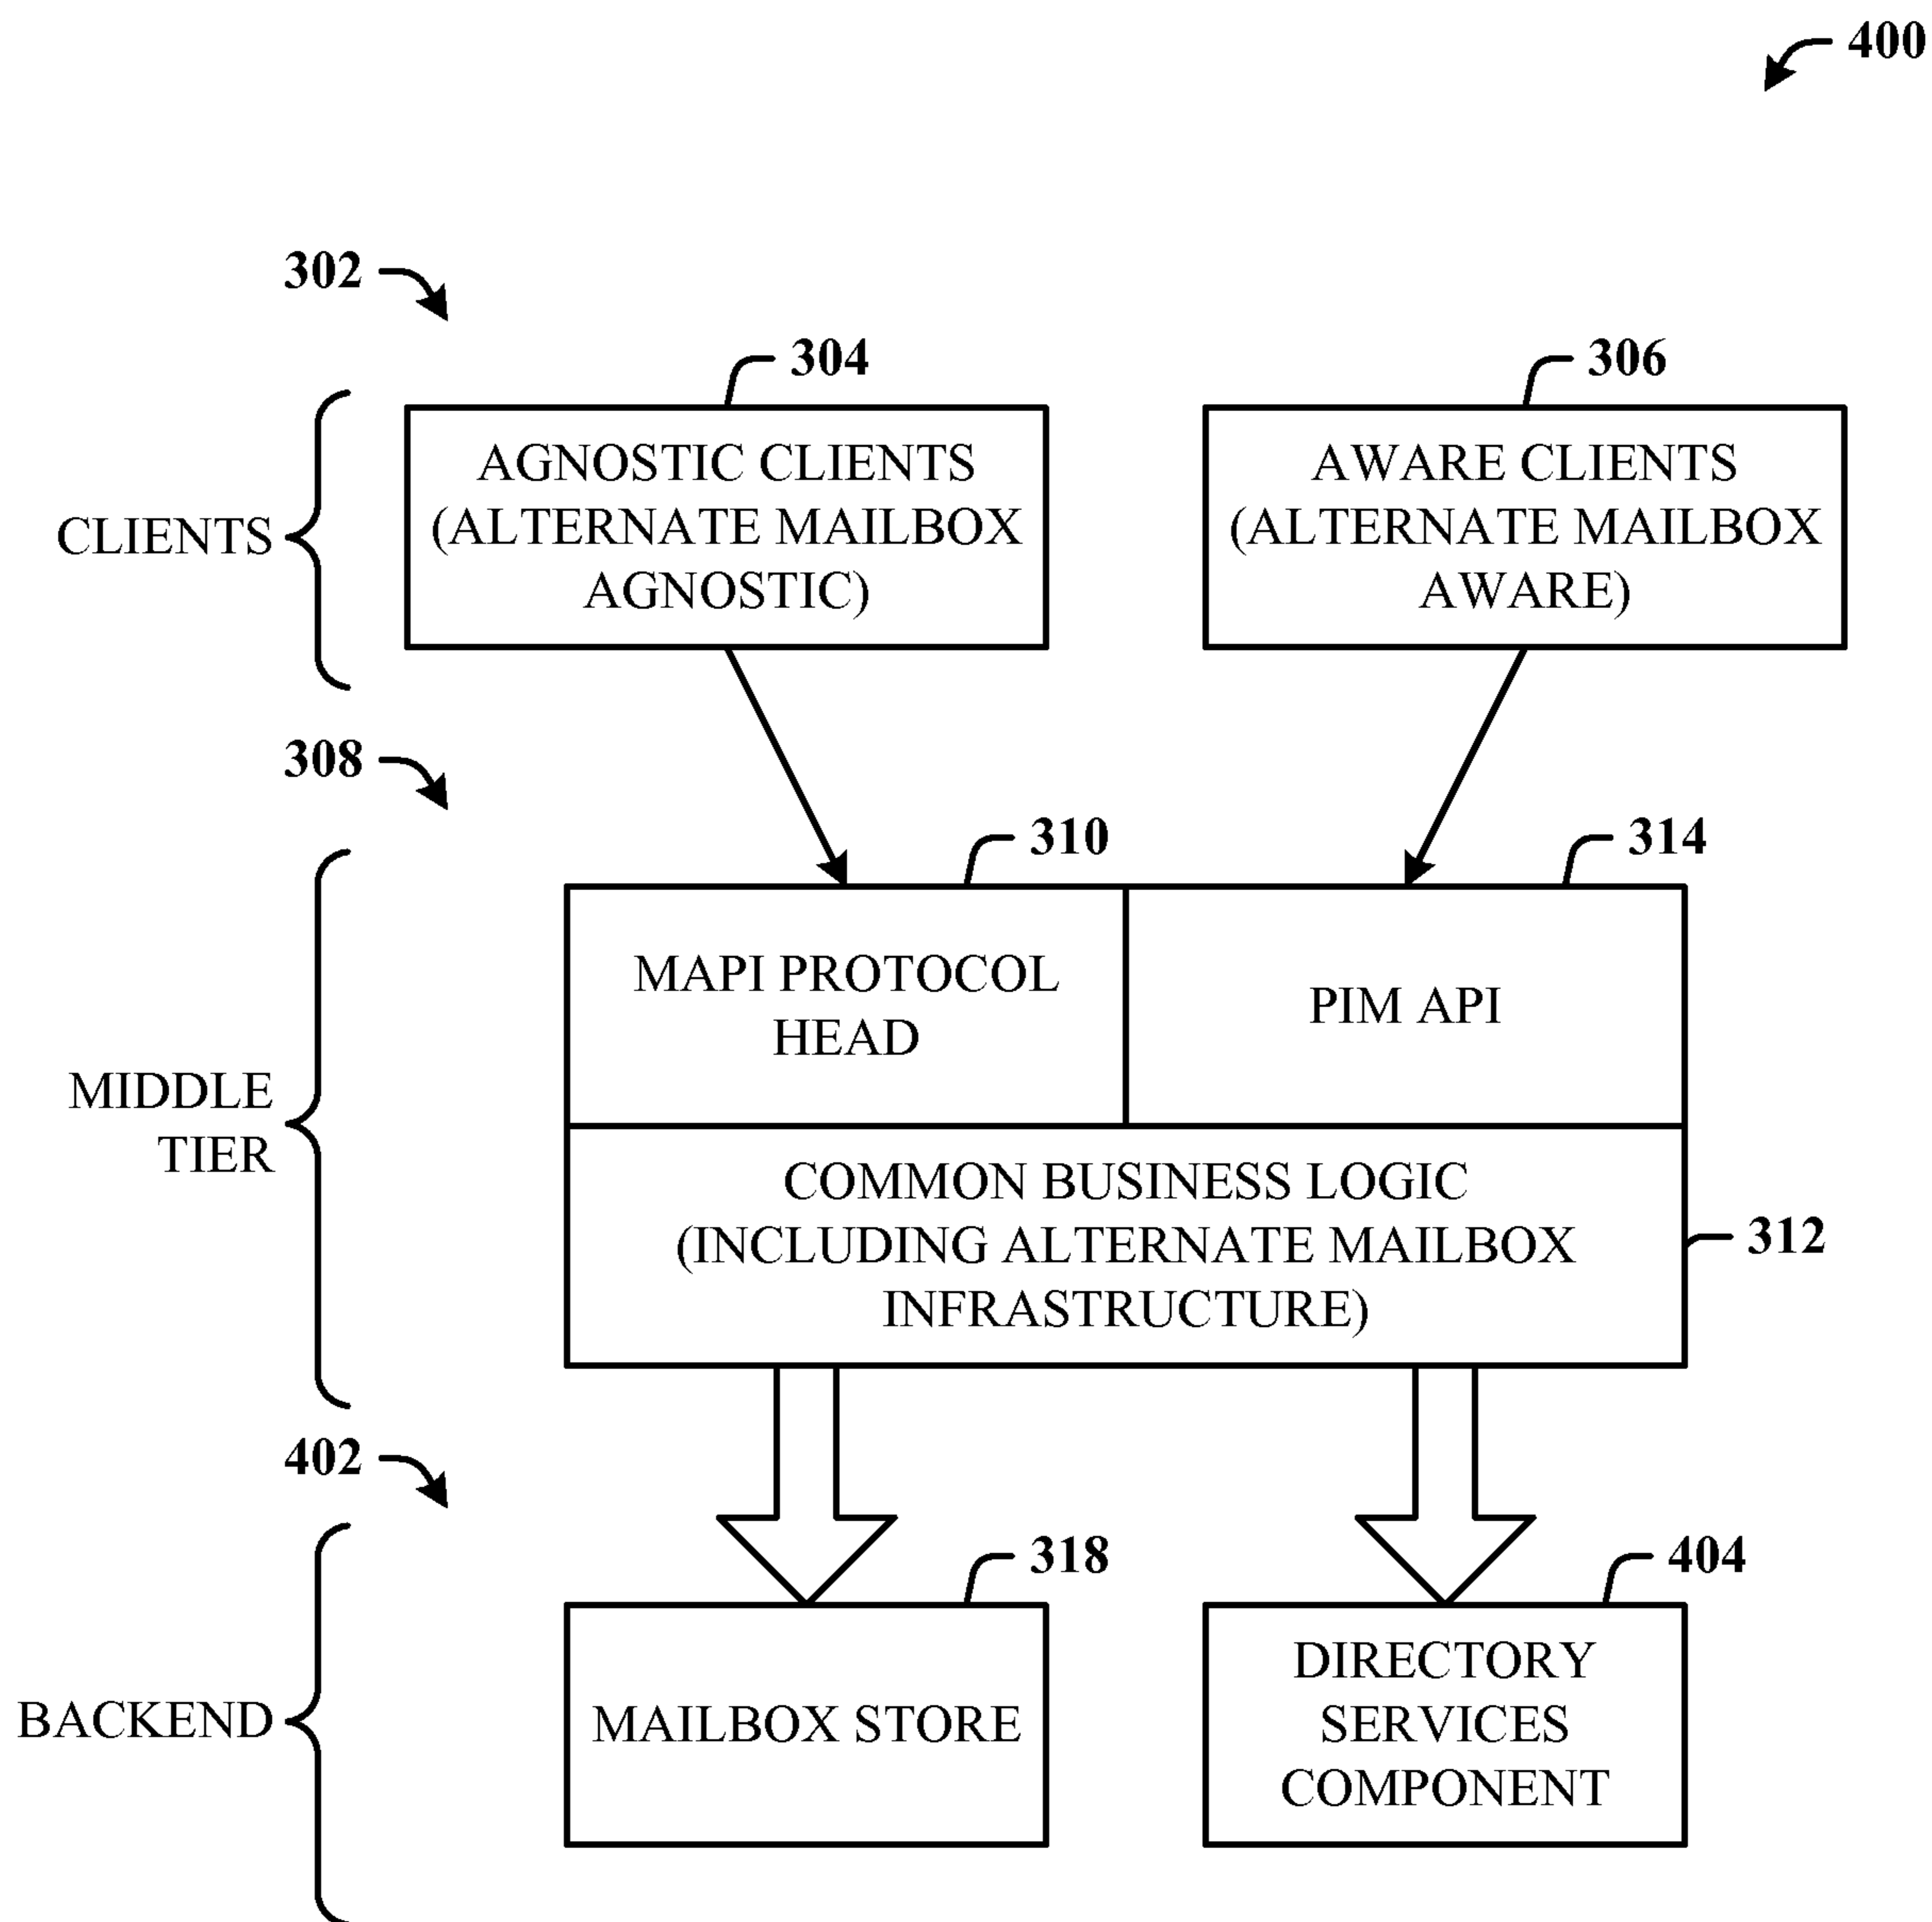 400
302
304
306
AGNOSTIC CLIENTS
(ALTERNATE MAILBOX
AGNOSTIC)
AWARE CLIENTS
(ALTERNATE MAILBOX
AWARE)
CLIENTS
308
310
314
MAPI PROTOCOL
HEAD
PIM API
MIDDLE
TIER
COMMON BUSINESS LOGIC
(INCLUDING ALTERNATE MAILBOX
INFRASTRUCTURE)
312
402
318
404
MAILBOX STORE
DIRECTORY
SERVICES
COMPONENT
BACKEND